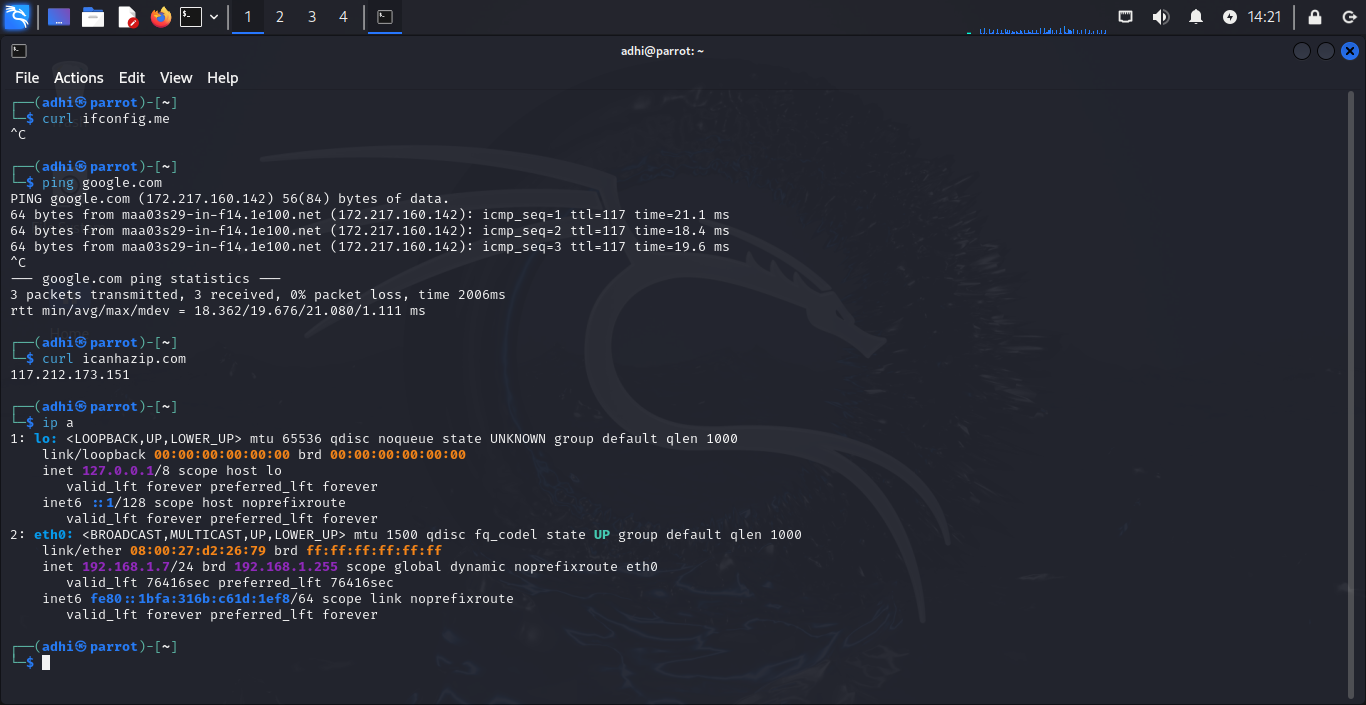 1 2 3 4 14:21
adhi@parrot: ~
File Actions Edit View Help
┌──(adhi㉿parrot)-[~]
└─$ curl ifconfig.me
^C
┌──(adhi㉿parrot)-[~]
└─$ ping google.com
PING google.com (172.217.160.142) 56(84) bytes of data.
64 bytes from maa03s29-in-f14.1e100.net (172.217.160.142): icmp_seq=1 ttl=117 time=21.1 ms
64 bytes from maa03s29-in-f14.1e100.net (172.217.160.142): icmp_seq=2 ttl=117 time=18.4 ms
64 bytes from maa03s29-in-f14.1e100.net (172.217.160.142): icmp_seq=3 ttl=117 time=19.6 ms
^C
--- google.com ping statistics ---
3 packets transmitted, 3 received, 0% packet loss, time 2006ms
rtt min/avg/max/mdev = 18.362/19.676/21.080/1.111 ms
┌──(adhi㉿parrot)-[~]
└─$ curl icanhazip.com
117.212.173.151
┌──(adhi㉿parrot)-[~]
└─$ ip a
1: lo: <LOOPBACK,UP,LOWER_UP> mtu 65536 qdisc noqueue state UNKNOWN group default qlen 1000
link/loopback 00:00:00:00:00:00 brd 00:00:00:00:00:00
inet 127.0.0.1/8 scope host lo
valid_lft forever preferred_lft forever
inet6 ::1/128 scope host noprefixroute
valid_lft forever preferred_lft forever
2: eth0: <BROADCAST,MULTICAST,UP,LOWER_UP> mtu 1500 qdisc fq_codel state UP group default qlen 1000
link/ether 08:00:27:d2:26:79 brd ff:ff:ff:ff:ff:ff
inet 192.168.1.7/24 brd 192.168.1.255 scope global dynamic noprefixroute eth0
valid_lft 76416sec preferred_lft 76416sec
inet6 fe80::1bfa:316b:c61d:1ef8/64 scope link noprefixroute
valid_lft forever preferred_lft forever
┌──(adhi㉿parrot)-[~]
└─$